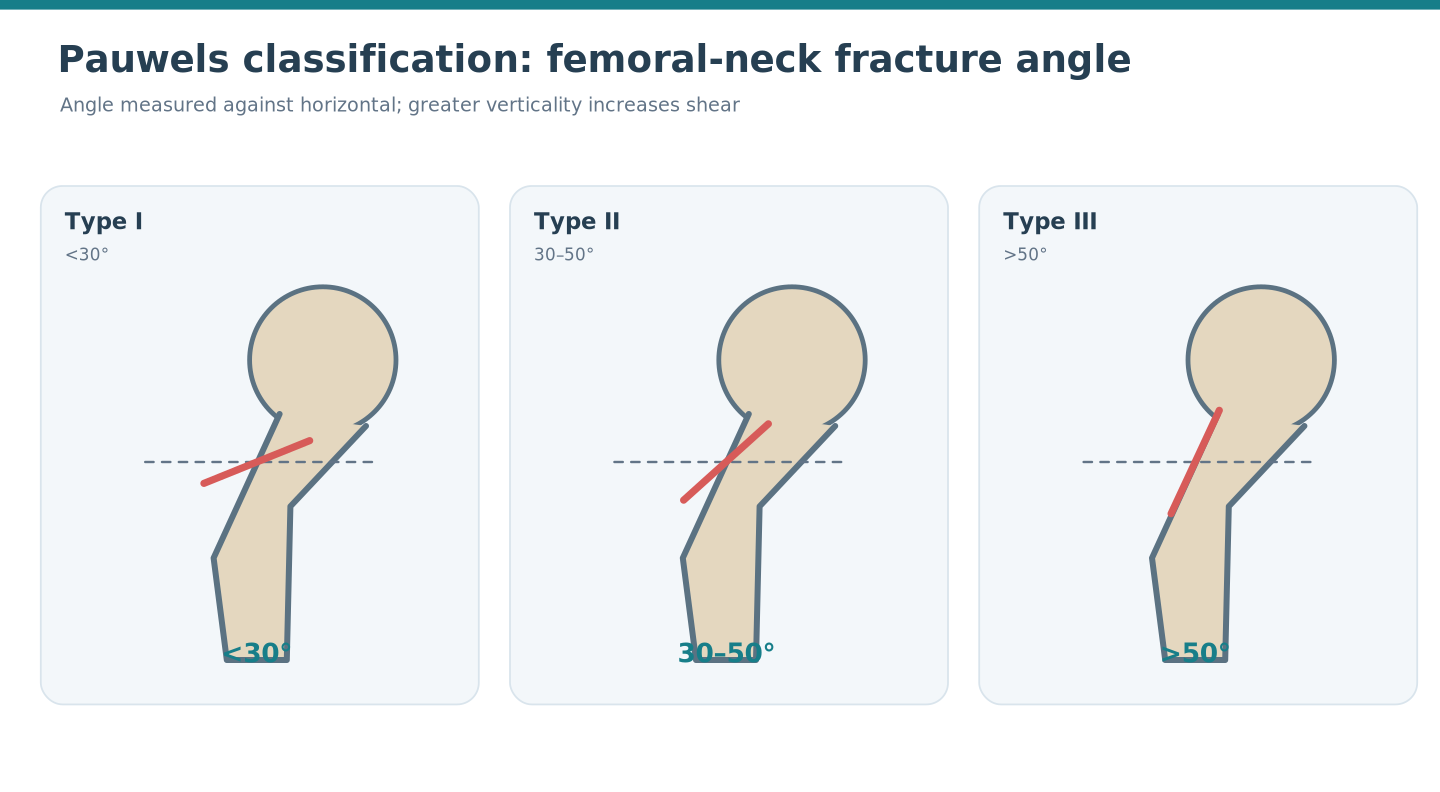 Pauwels classification: femoral-neck fracture angle
Angle measured against horizontal; greater verticality increases shear
Type I
<30°
Type II
30–50°
Type III
>50°
<30°
30–50°
>50°